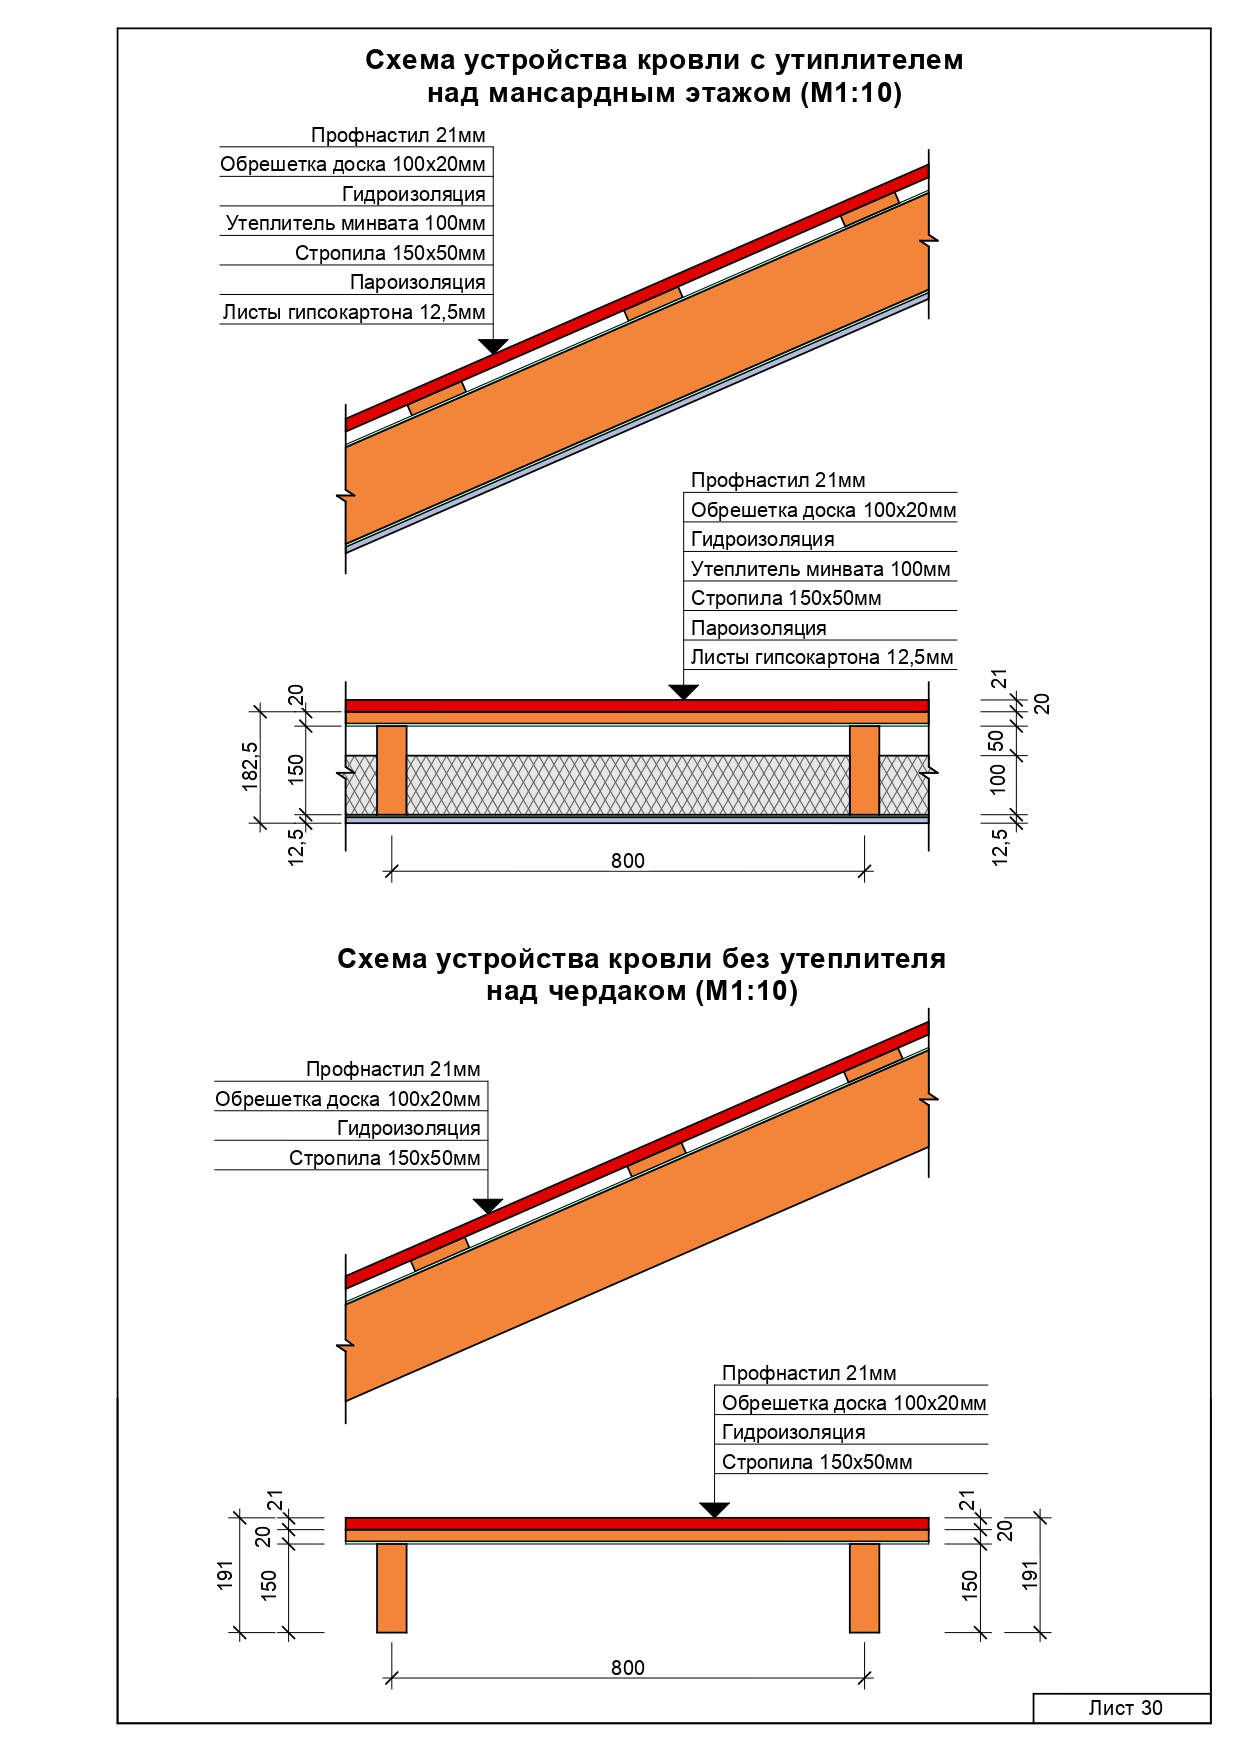 Схема устройства кровли с утиплителем
над мансардным этажом (М1:10)
Профнастил 21мм
Обрешетка доска 100х20мм
Гидроизоляция
Утеплитель минвата 100мм
Стропила 150х50мм
Пароизоляция
Листы гипсокартона 12,5мм
Профнастил 21мм
Обрешетка доска 100х20мм
Гидроизоляция
Утеплитель минвата 100мм
Стропила 150х50мм
Пароизоляция
Листы гипсокартона 12,5мм
20
182,5
150
12,5
21
20
50
100
12,5
800
Схема устройства кровли без утеплителя
над чердаком (М1:10)
Профнастил 21мм
Обрешетка доска 100х20мм
Гидроизоляция
Стропила 150х50мм
Профнастил 21мм
Обрешетка доска 100х20мм
Гидроизоляция
Стропила 150х50мм
21
20
191
150
21
20
150
191
800
Лист 30